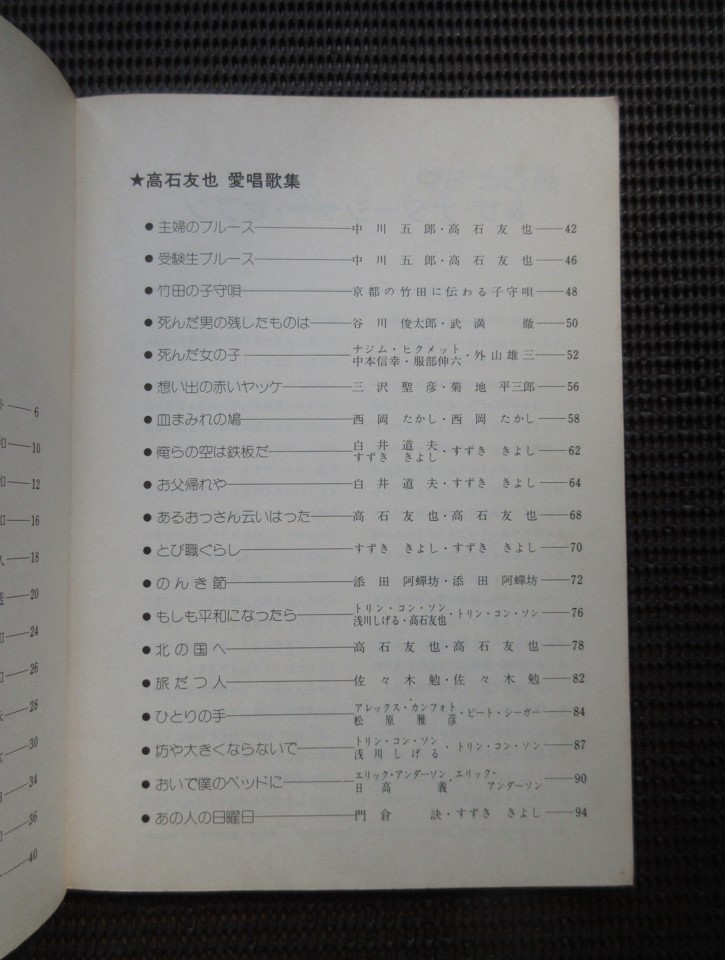 ★高石友也 愛唱歌集
●主婦のブルース――中川五郎・高石友也――42
●受験生ブルース――中川五郎・高石友也――46
●竹田の子守唄――京都の竹田に伝わる子守唄――48
●死んだ男の残したものは――谷川俊太郎・武満 徹――50
●死んだ女の子――ナジム・ヒクメット 中本信幸・服部伸六・外山雄三――52
●想い出の赤いヤッケ――三沢聖彦・菊地 平三郎――56
●血まみれの鳩――西岡 たかし・西岡 たかし――58
●俺らの空は鉄板だ――白井道夫 すずき きよし・すずき きよし――62
●お父帰れや――白井道夫・すずき きよし――64
●あるおっさん云いはった――高石友也・高石友也――68
●とび職ぐらし――すずき きよし・すずき きよし――70
●のんき節――添田 阿蟬坊・添田 阿蟬坊――72
●もしも平和になったら――トリン・コン・ソン 浅川しげる・高石友也・トリン・コン・ソン――76
●北の国へ――高石友也・高石友也――78
●旅だつ人――佐々木勉・佐々木勉――82
●ひとりの手――アレックス・カンフォト 松原雅彦・ピート・シーガー――84
●坊や大きくならないで――トリン・コン・ソン 浅川しげる・トリン・コン・ソン――87
●おいで僕のベッドに――エリック・アンダーソン 日高 義・エリック・アンダーソン――90
●あの人の日曜日――門倉 訣・すずき きよし――94
―6
和―10
和―12
和―16
―18
―20
―24
―26
―28
―30
―34
―36
―40